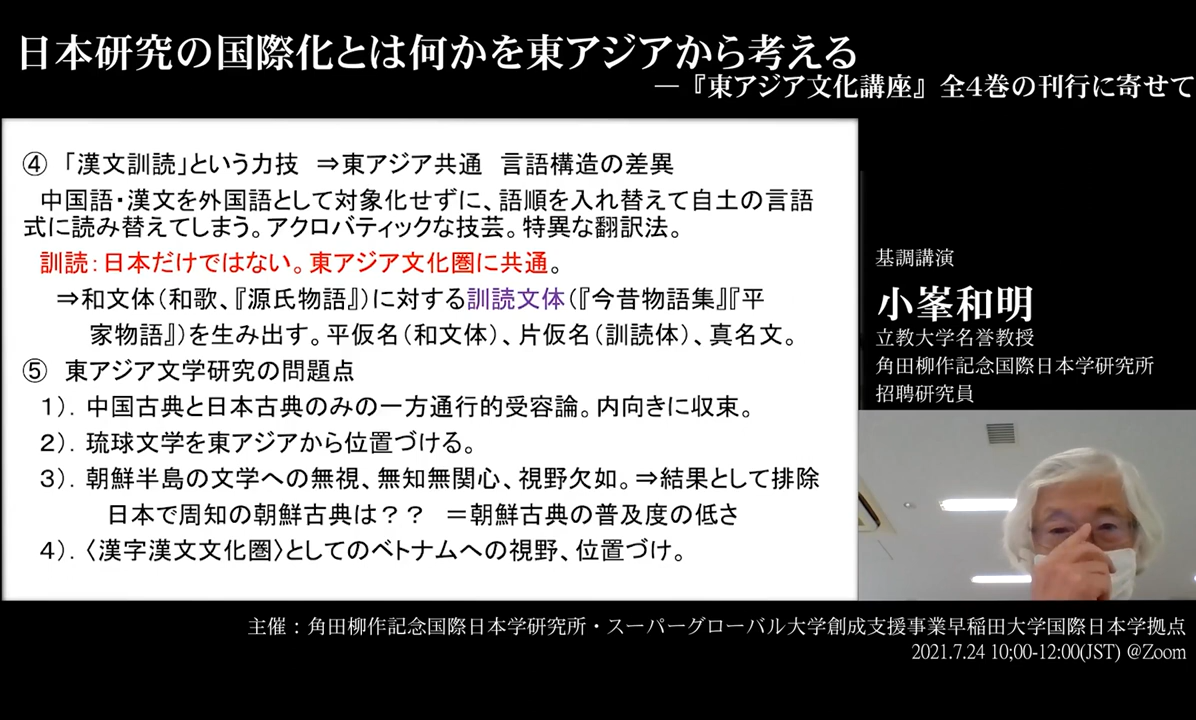 日本研究の国際化とは何かを東アジアから考える
―『東アジア文化講座』全4巻の刊行に寄せて
④　「漢文訓読」という力技　⇒東アジア共通　言語構造の差異
中国語・漢文を外国語として対象化せずに、語順を入れ替えて自土の言語
式に読み替えてしまう。アクロバティックな技芸。特異な翻訳法。
訓読：日本だけではない。東アジア文化圏に共通。
⇒和文体（和歌、『源氏物語』）に対する訓読文体（『今昔物語集』『平
家物語』）を生み出す。平仮名（和文体）、片仮名（訓読体）、真名文。
⑤　東アジア文学研究の問題点
１）．中国古典と日本古典のみの一方通行的受容論。内向きに収束。
２）．琉球文学を東アジアから位置づける。
３）．朝鮮半島の文学への無視、無知無関心、視野欠如。⇒結果として排除
日本で周知の朝鮮古典は？？　＝朝鮮古典の普及度の低さ
４）．〈漢字漢文文化圏〉としてのベトナムへの視野、位置づけ。
基調講演
小峯和明
立教大学名誉教授
角田柳作記念国際日本学研究所
招聘研究員
主催：角田柳作記念国際日本学研究所・スーパーグローバル大学創成支援事業早稲田大学国際日本学拠点
2021.7.24 10;00-12:00(JST) @Zoom